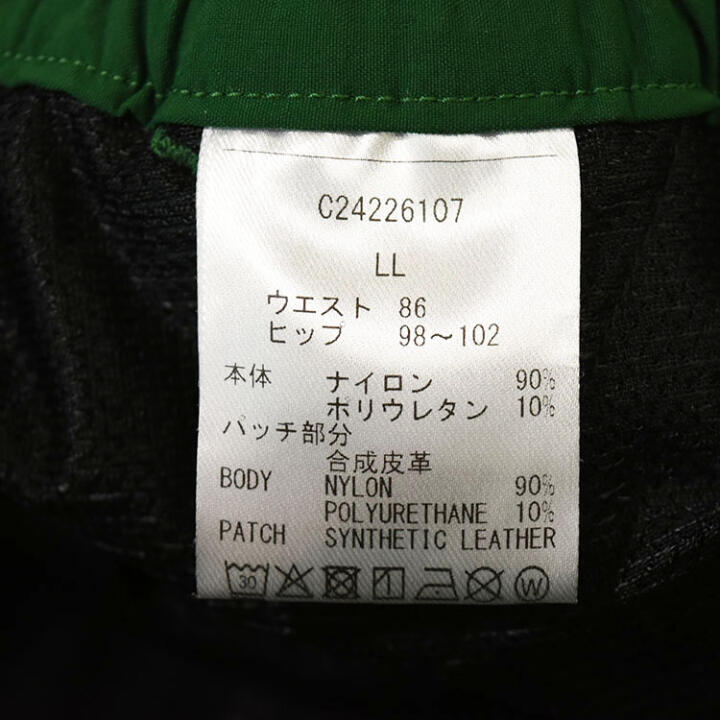 C24226107
LL
ウエスト 86
ヒップ 98～102
本体 ナイロン 90%
ポリウレタン 10%
パッチ部分
合成皮革
BODY NYLON 90%
POLYURETHANE 10%
PATCH SYNTHETIC LEATHER
30 W